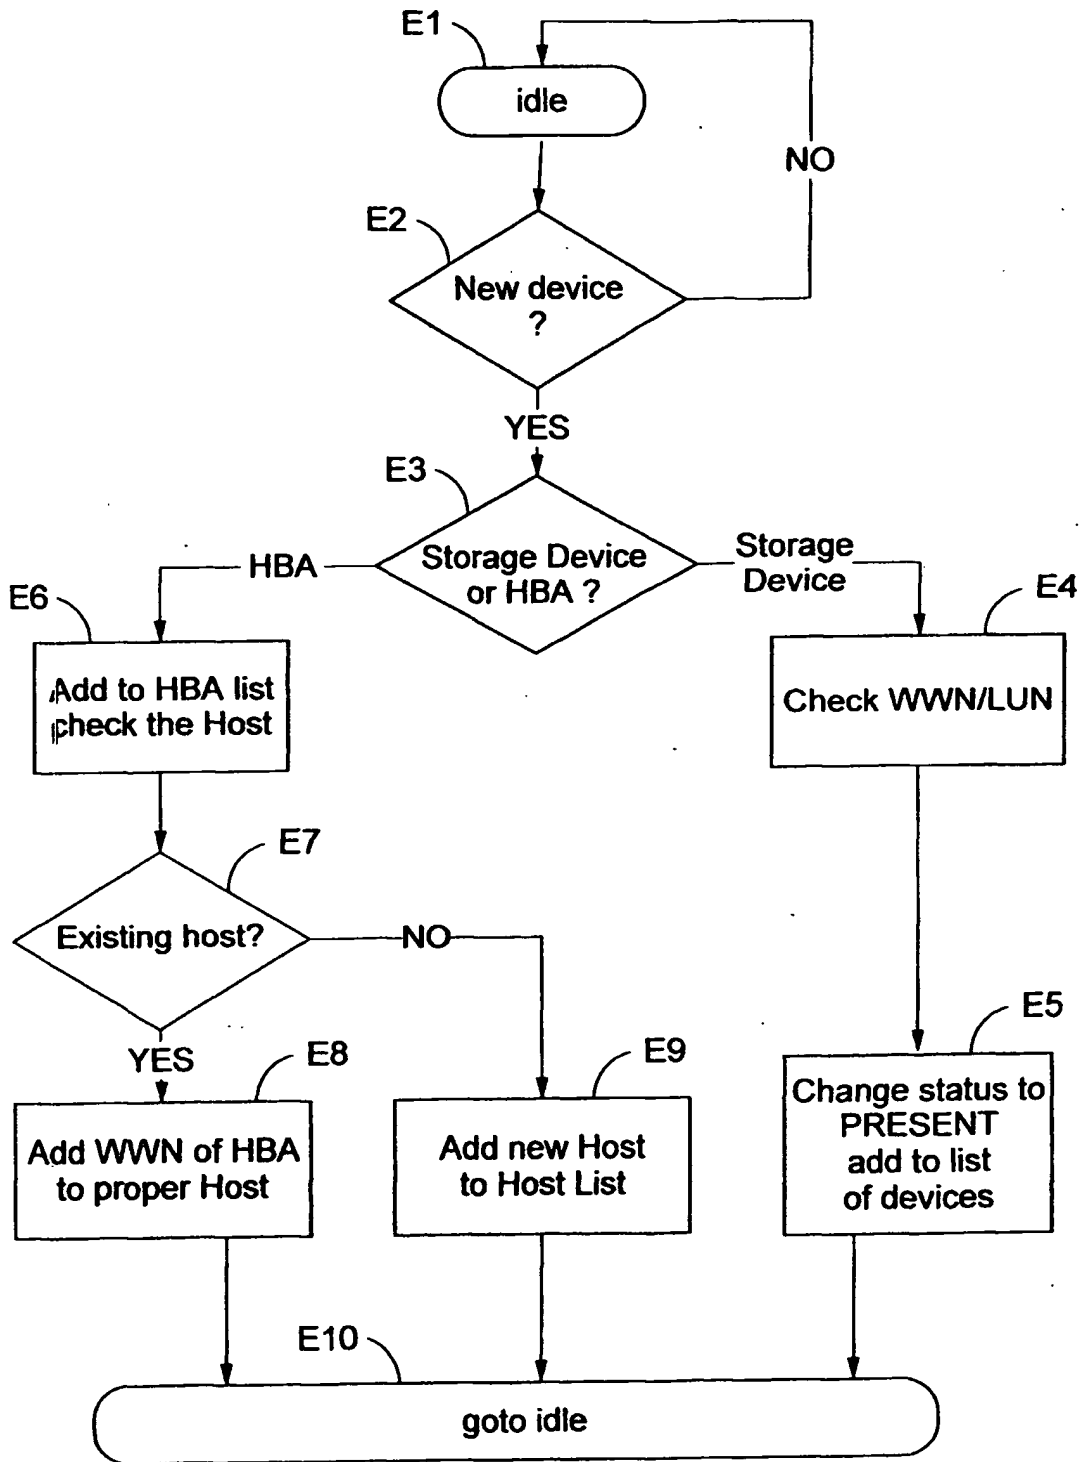 E1
idle
NO
E2
New device
?
YES
E3
Storage Device
or HBA ?
HBA
Storage
Device
E6
Add to HBA list
check the Host
E4
Check WWN/LUN
E7
Existing host?
NO
YES
E8
Add WWN of HBA
to proper Host
E9
Add new Host
to Host List
E5
Change status to
PRESENT
add to list
of devices
E10
goto idle